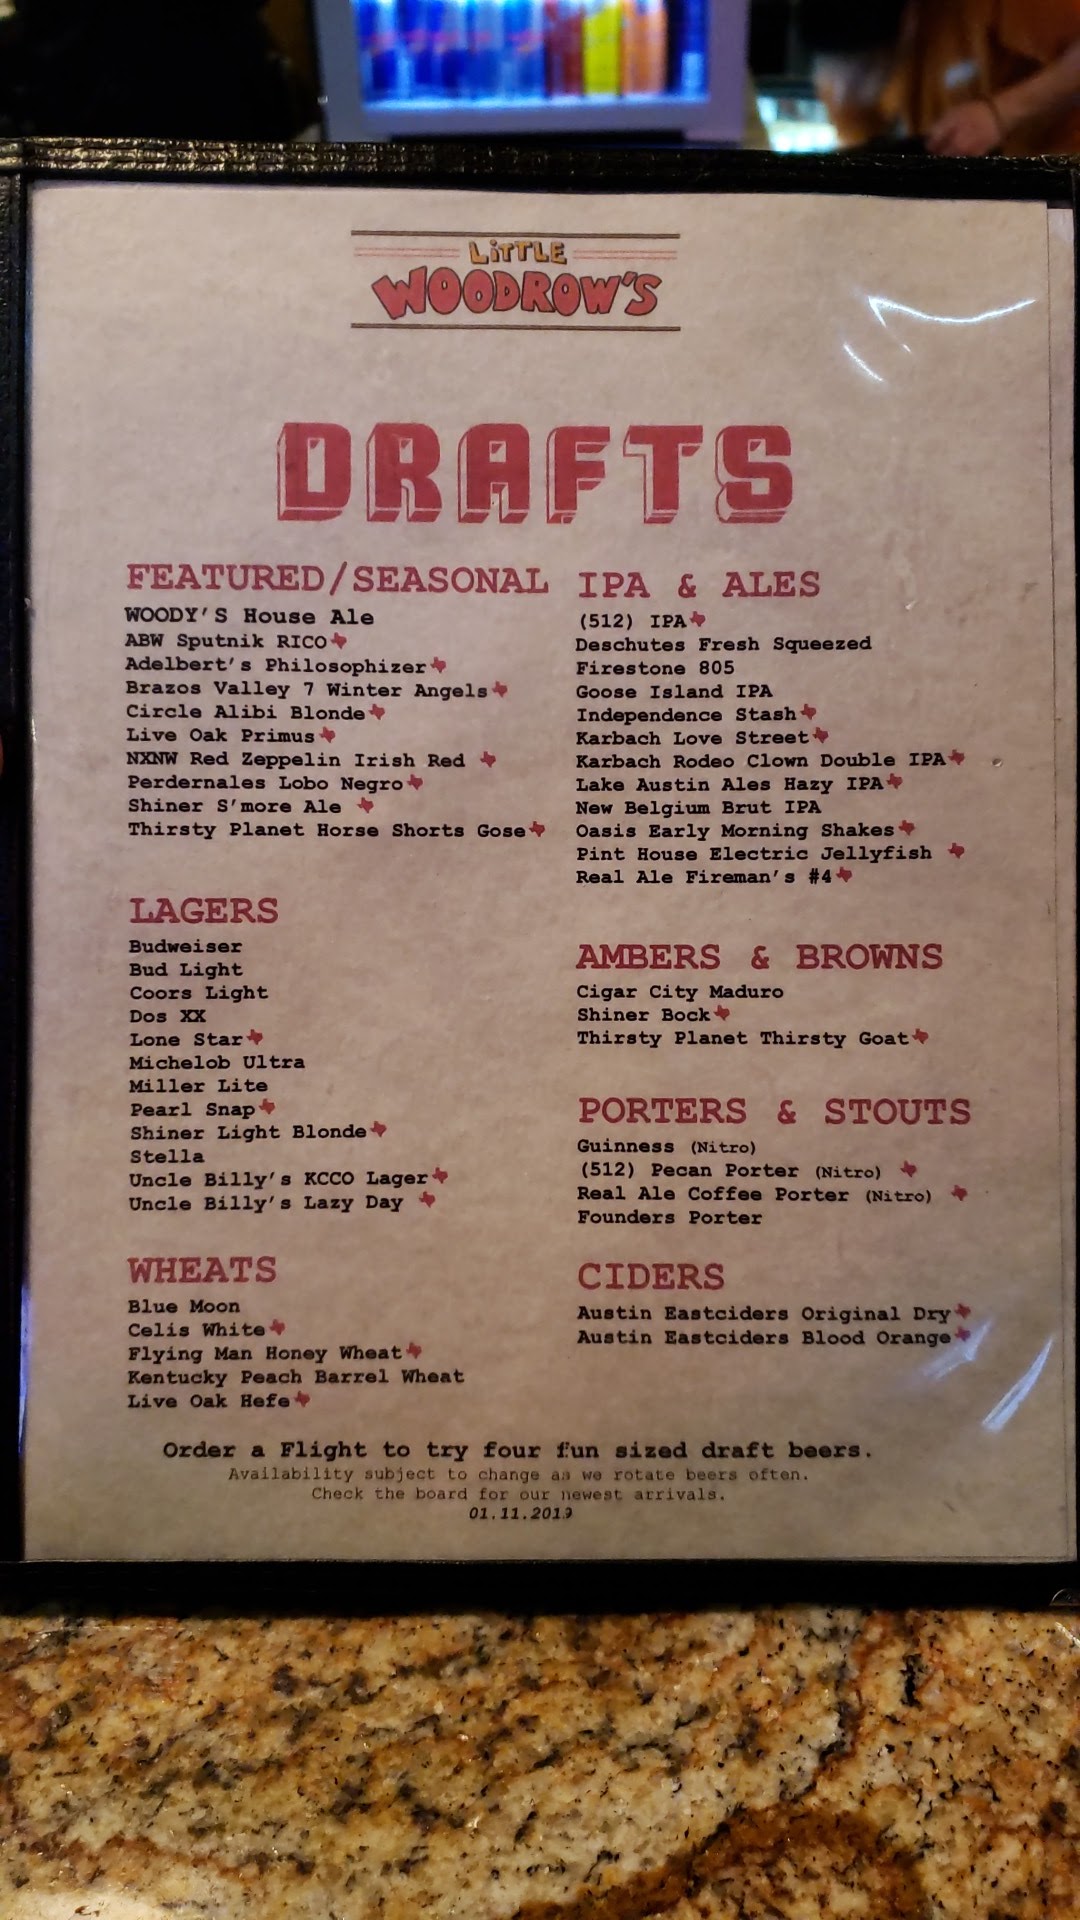 LiTTLE
WOODROW'S
DRAFTS
FEATURED/SEASONAL
WOODY'S House Ale
ABW Sputnik RICO
Adelbert's Philosophizer
Brazos Valley 7 Winter Angels
Circle Alibi Blonde
Live Oak Primus
NXNW Red Zeppelin Irish Red
Perdernales Lobo Negro
Shiner S'more Ale
Thirsty Planet Horse Shorts Gose
LAGERS
Budweiser
Bud Light
Coors Light
Dos XX
Lone Star
Michelob Ultra
Miller Lite
Pearl Snap
Shiner Light Blonde
Stella
Uncle Billy's KCCO Lager
Uncle Billy's Lazy Day
WHEATS
Blue Moon
Celis White
Flying Man Honey Wheat
Kentucky Peach Barrel Wheat
Live Oak Hefe
IPA & ALES
(512) IPA
Deschutes Fresh Squeezed
Firestone 805
Goose Island IPA
Independence Stash
Karbach Love Street
Karbach Rodeo Clown Double IPA
Lake Austin Ales Hazy IPA
New Belgium Brut IPA
Oasis Early Morning Shakes
Pint House Electric Jellyfish
Real Ale Fireman's #4
AMBERS & BROWNS
Cigar City Maduro
Shiner Bock
Thirsty Planet Thirsty Goat
PORTERS & STOUTS
Guinness (Nitro)
(512) Pecan Porter (Nitro)
Real Ale Coffee Porter (Nitro)
Founders Porter
CIDERS
Austin Eastciders Original Dry
Austin Eastciders Blood Orange
Order a Flight to try four fun sized draft beers.
Availability subject to change as we rotate beers often.
Check the board for our newest arrivals.
01.11.2019